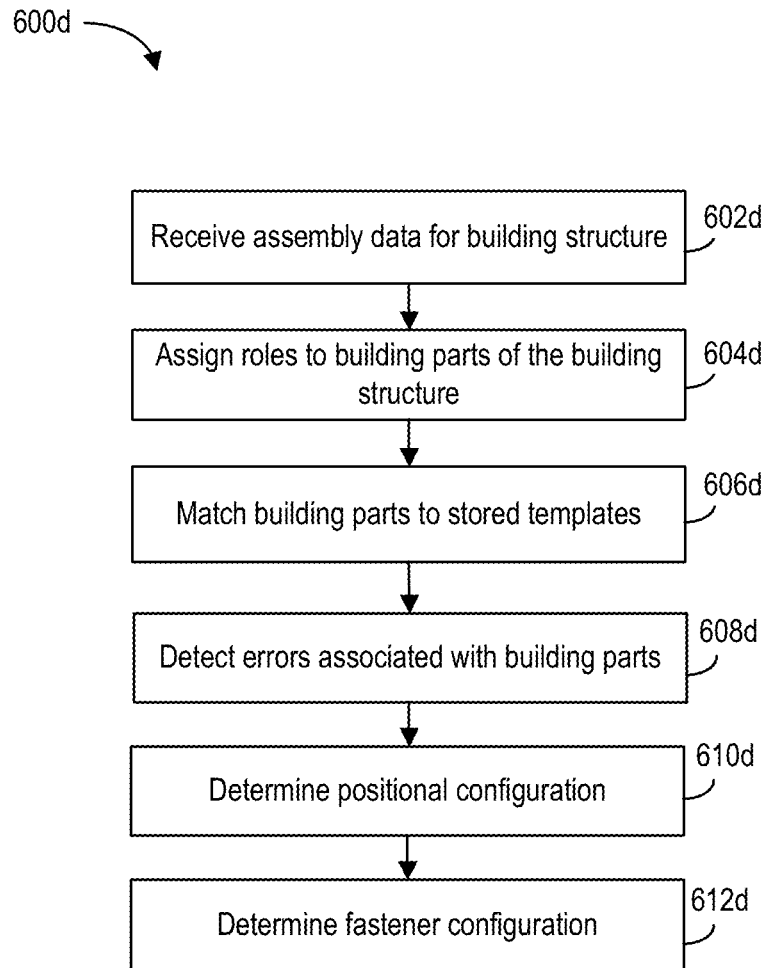 600d
Receive assembly data for building structure
602d
Assign roles to building parts of the building
structure
604d
Match building parts to stored templates
606d
Detect errors associated with building parts
608d
Determine positional configuration
610d
Determine fastener configuration
612d